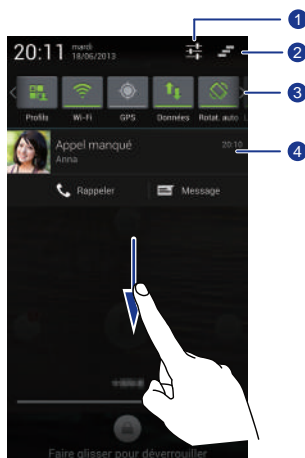 1
20:11 mardi
18/06/2013
2
3
Profils Wi-Fi GPS Données Rotat. auto L
Appel manqué 20:10
Anna
4
Rappeler Message
Faire glisser pour déverrouiller